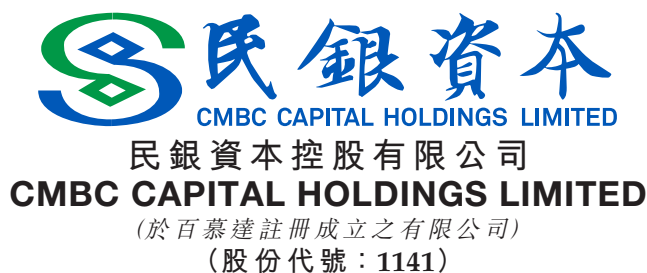 民銀資本
CMBC CAPITAL HOLDINGS LIMITED
民銀資本控股有限公司
CMBC CAPITAL HOLDINGS LIMITED
(於百慕達註冊成立之有限公司)
(股份代號：1141)